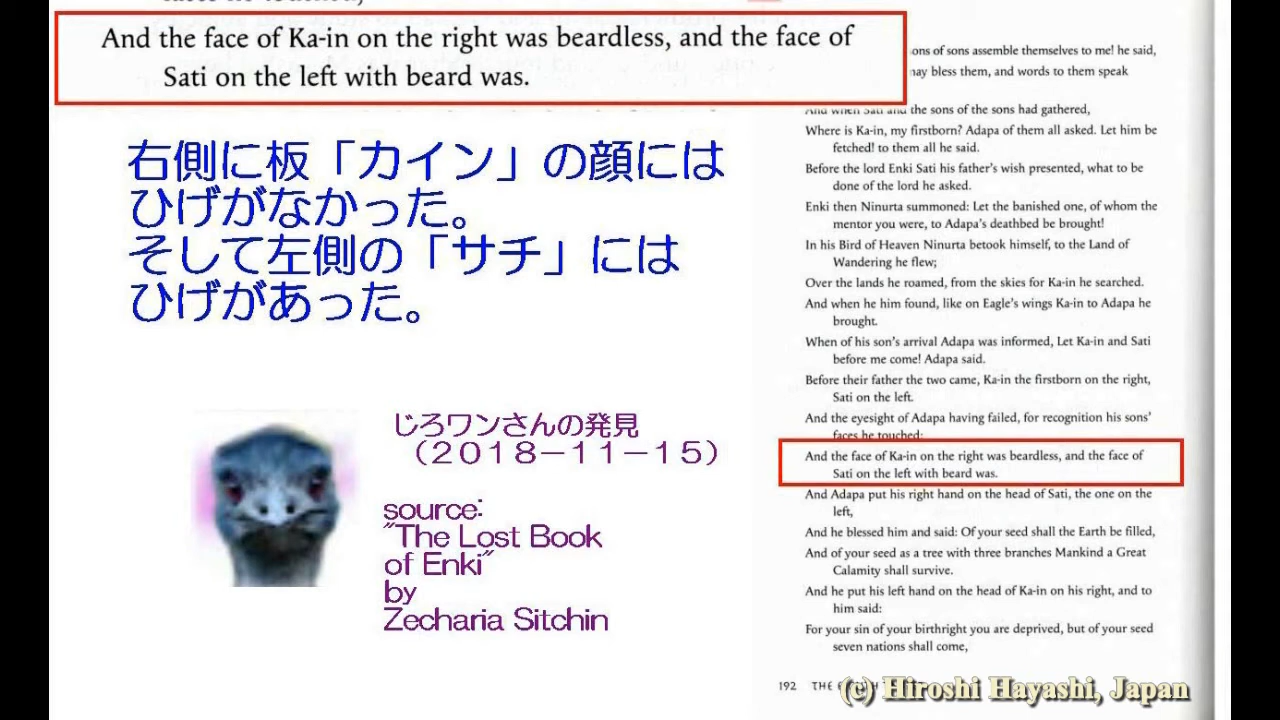 And the face of Ka-in on the right was beardless, and the face of
Sati on the left with beard was.
右側に板「カイン」の顔には
ひげがなかった。
そして左側の「サチ」には
ひげがあった。
じろワンさんの発見
（２０１８－１１－１５）
source:
"The Lost Book
of Enki"
by
Zecharia Sitchin
ons of sons assemble themselves to me! he said,
may bless them, and words to them speak
And when Sati and the sons of the sons had gathered,
Where is Ka-in, my firstborn? Adapa of them all asked. Let him be
fetched! to them all he said.
Before the lord Enki Sati his father's wish presented, what to be
done of the lord he asked.
Enki then Ninurta summoned: Let the banished one, of whom the
mentor you were, to Adapa's deathbed be brought!
In his Bird of Heaven Ninurta betook himself, to the Land of
Wandering he flew;
Over the lands he roamed, from the skies for Ka-in he searched.
And when he him found, like on Eagle's wings Ka-in to Adapa he
brought.
When of his son's arrival Adapa was informed, Let Ka-in and Sati
before me come! Adapa said.
Before their father the two came, Ka-in the firstborn on the right,
Sati on the left.
And the eyesight of Adapa having failed, for recognition his sons'
faces he touched;
And the face of Ka-in on the right was beardless, and the face of
Sati on the left with beard was.
And Adapa put his right hand on the head of Sati, the one on the
left,
And he blessed him and said: Of your seed shall the Earth be filled,
And of your seed as a tree with three branches Mankind a Great
Calamity shall survive.
And he put his left hand on the head of Ka-in on his right, and to
him said:
For your sin of your birthright you are deprived, but of your seed
seven nations shall come,
192 THE
(c) Hiroshi Hayashi, Japan